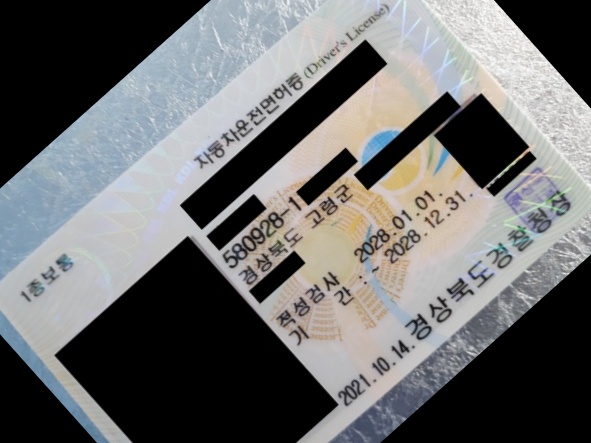 1종보통
자동차운전면허증 (Driver's License)
580928-1
경상북도 고령군
적성검사 2028.01.01.
기 간 : ~ 2028.12.31.
2021.10.14. 경상북도경찰청장